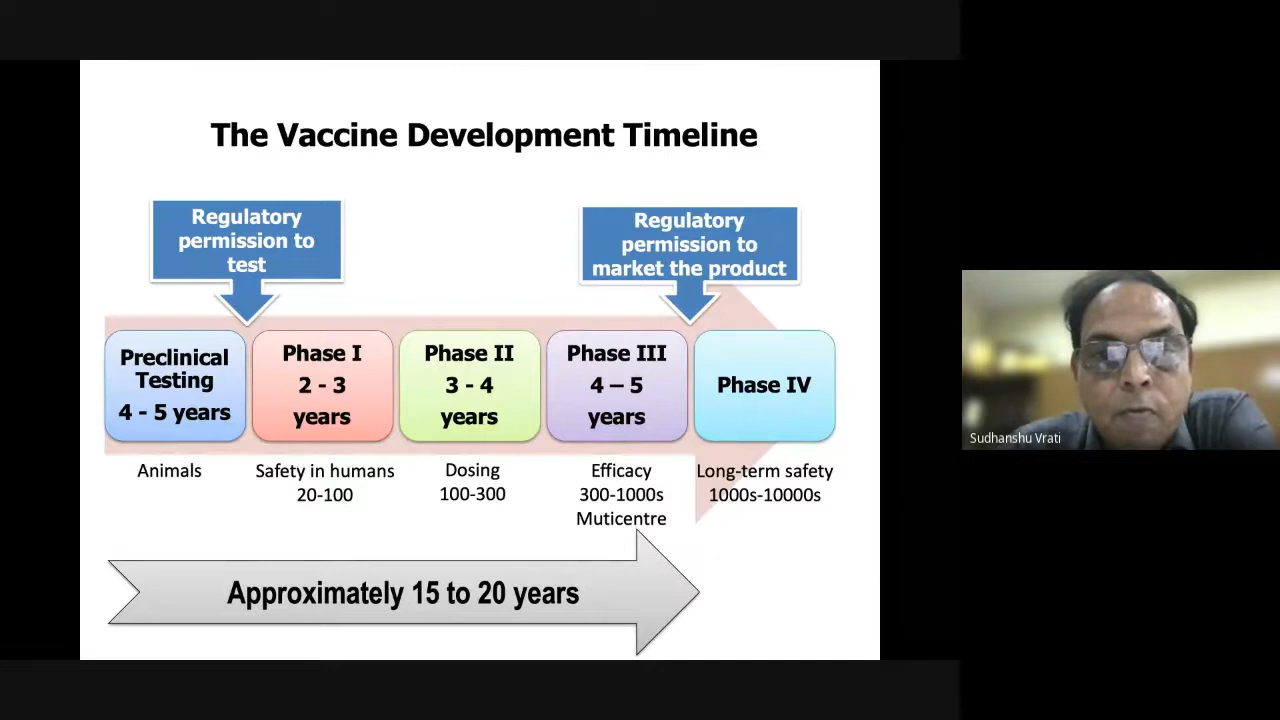 The Vaccine Development Timeline
Regulatory
permission to
test
Regulatory
permission to
market the product
Preclinical
Testing
4 - 5 years
Phase I
2 - 3
years
Phase II
3 - 4
years
Phase III
4 – 5
years
Phase IV
Animals
Safety in humans
20-100
Dosing
100-300
Efficacy
300-1000s
Muticentre
Long-term safety
1000s-10000s
Approximately 15 to 20 years
Sudhanshu Vrati